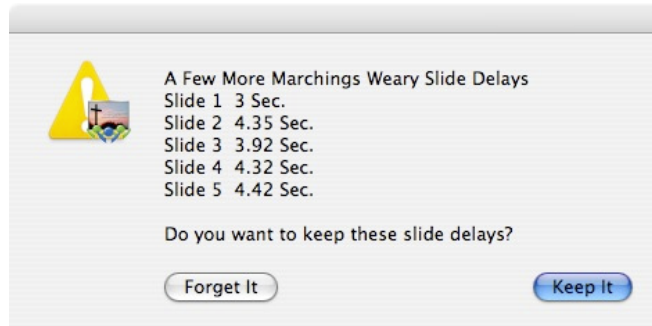 A Few More Marchings Weary Slide Delays
Slide 1  3 Sec.
Slide 2  4.35 Sec.
Slide 3  3.92 Sec.
Slide 4  4.32 Sec.
Slide 5  4.42 Sec.
Do you want to keep these slide delays?
Forget It
Keep It